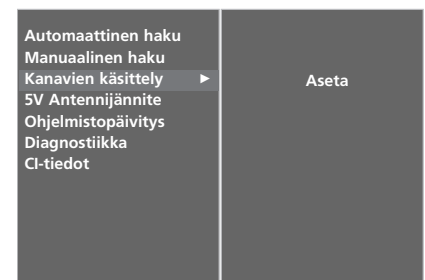 Automaattinen haku
Manuaalinen haku
Kanavien käsittely ►
Aseta
5V Antennijännite
Ohjelmistopäivitys
Diagnostiikka
CI-tiedot